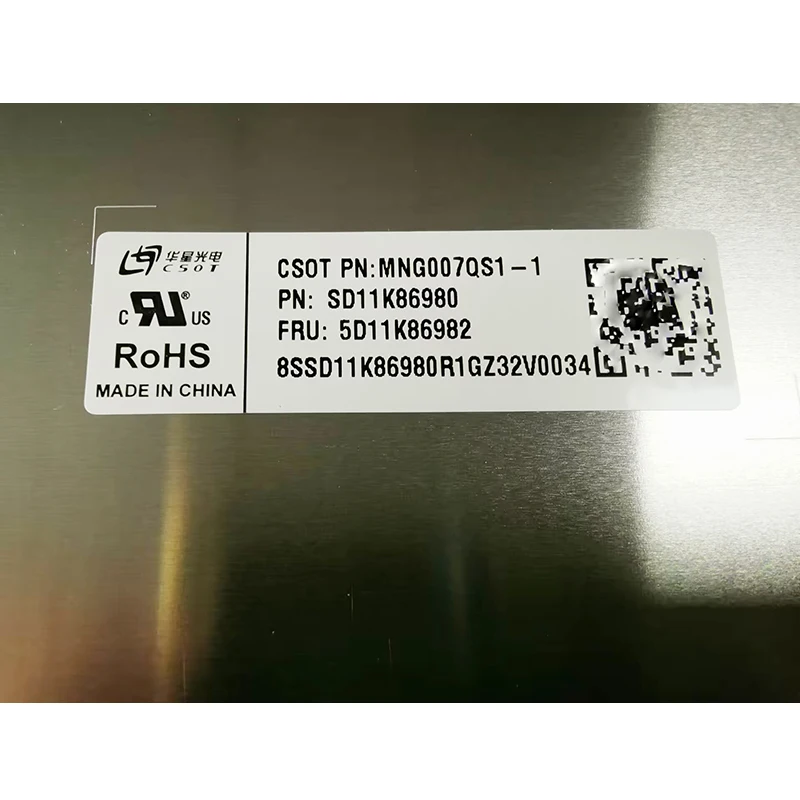 华星光电
CSOT
C RU® US
RoHS
MADE IN CHINA
CSOT PN:MNG007QS1-1
PN: SD11K86980
FRU: 5D11K86982
8SSD11K86980R1GZ32V0034